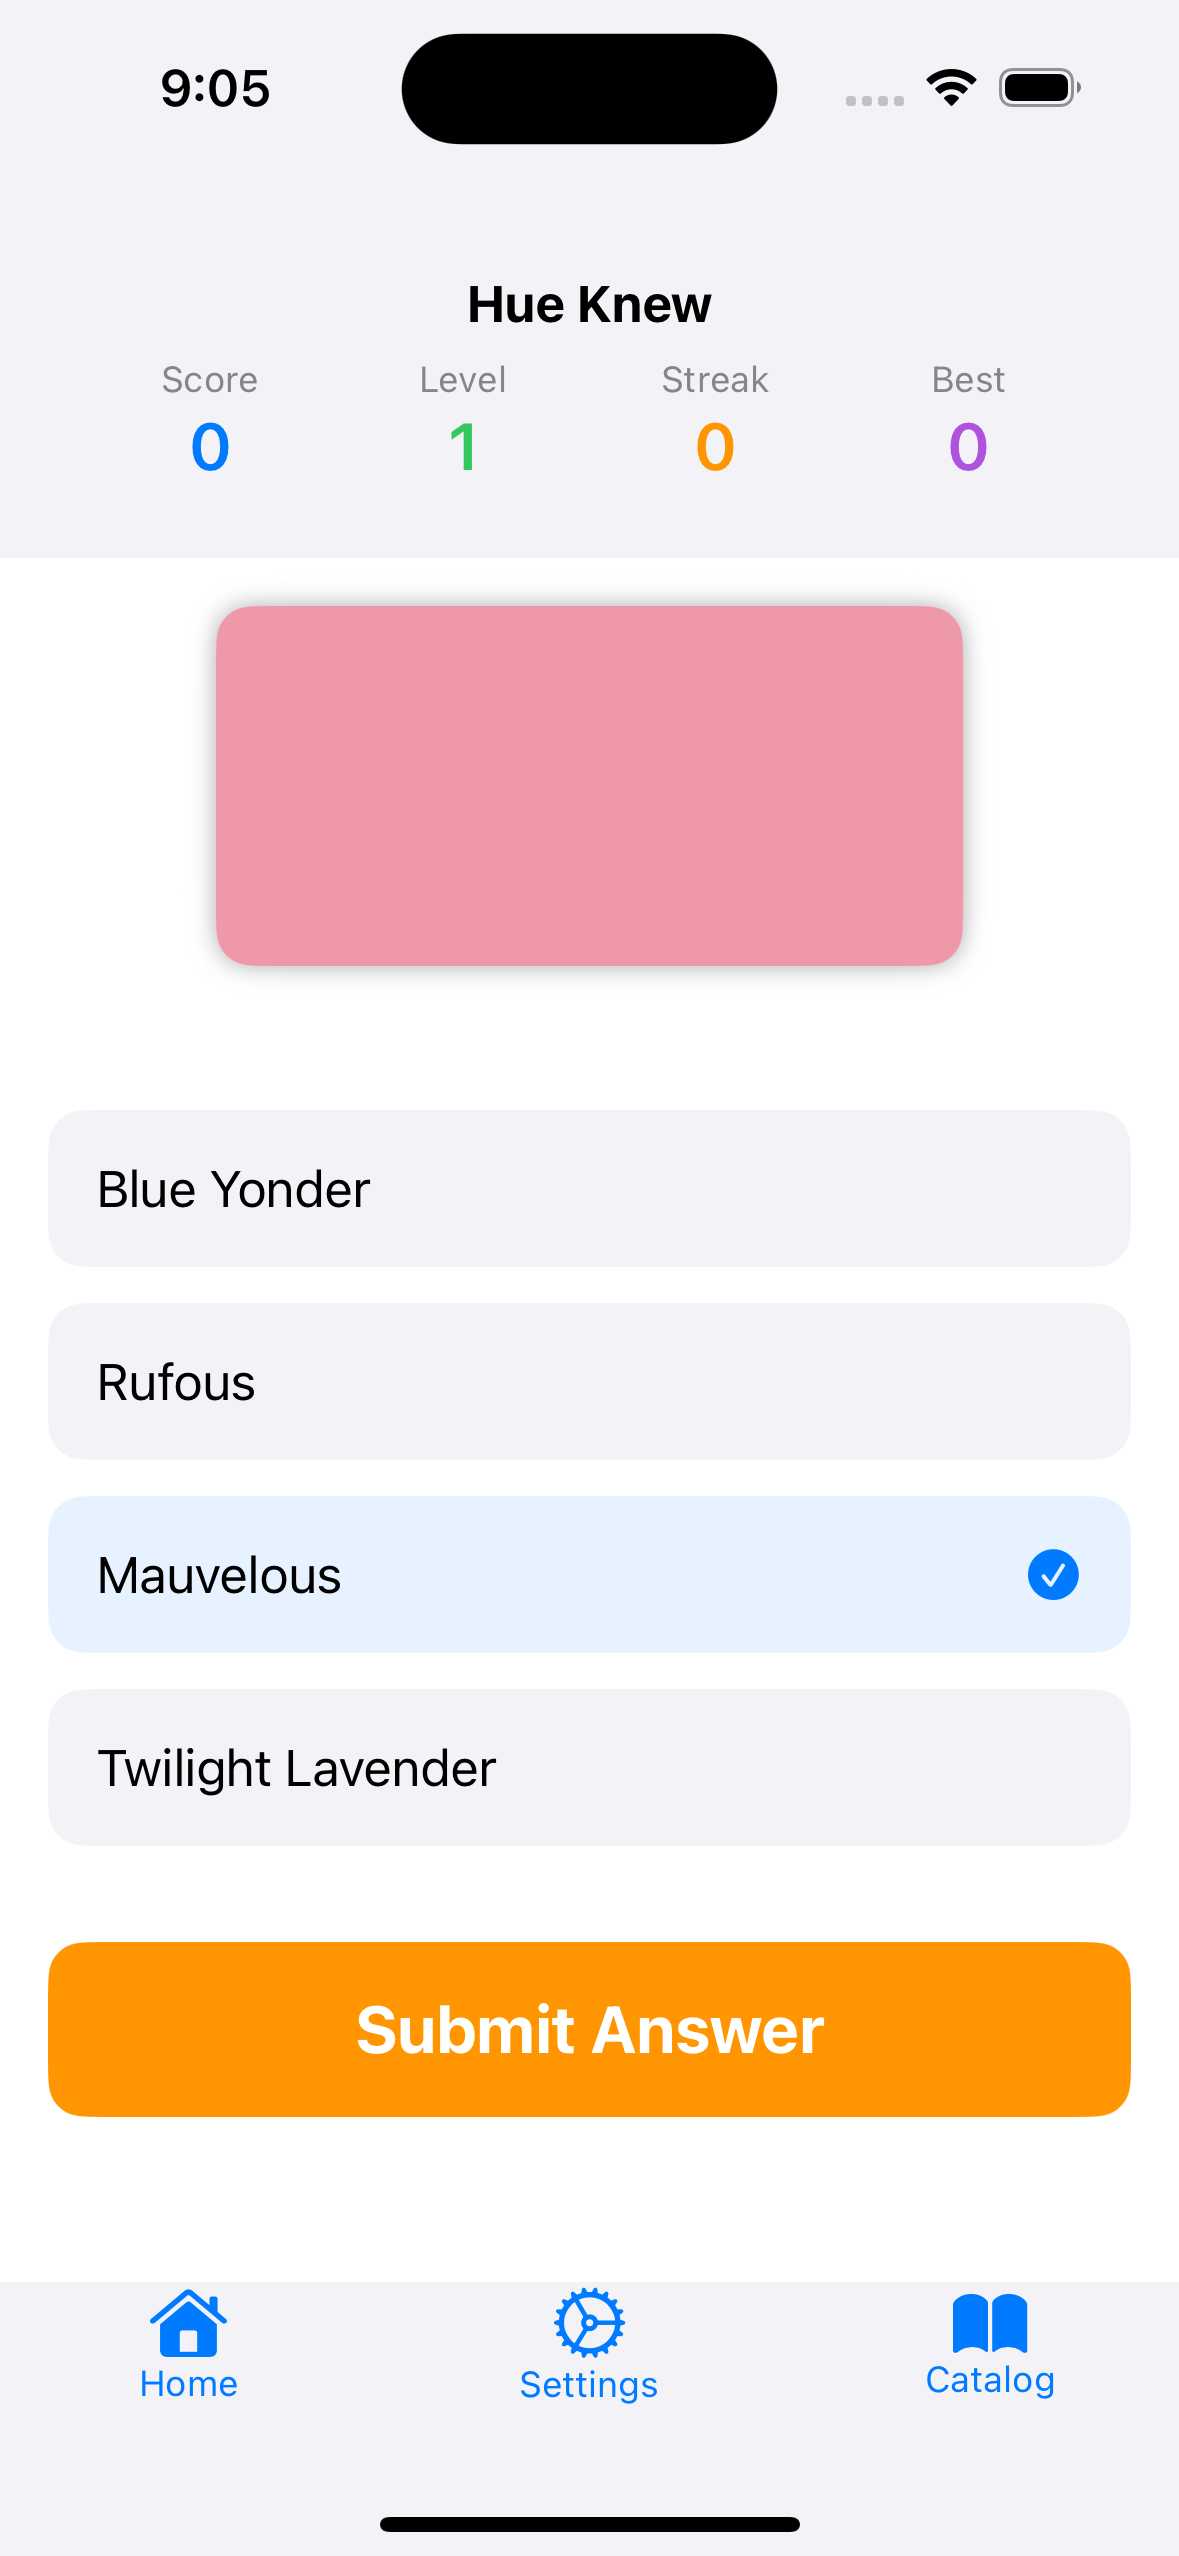 9:05
Hue Knew
Score Level Streak Best
0 1 0 0
Blue Yonder
Rufous
Mauvelous
Twilight Lavender
Submit Answer
Home Settings Catalog